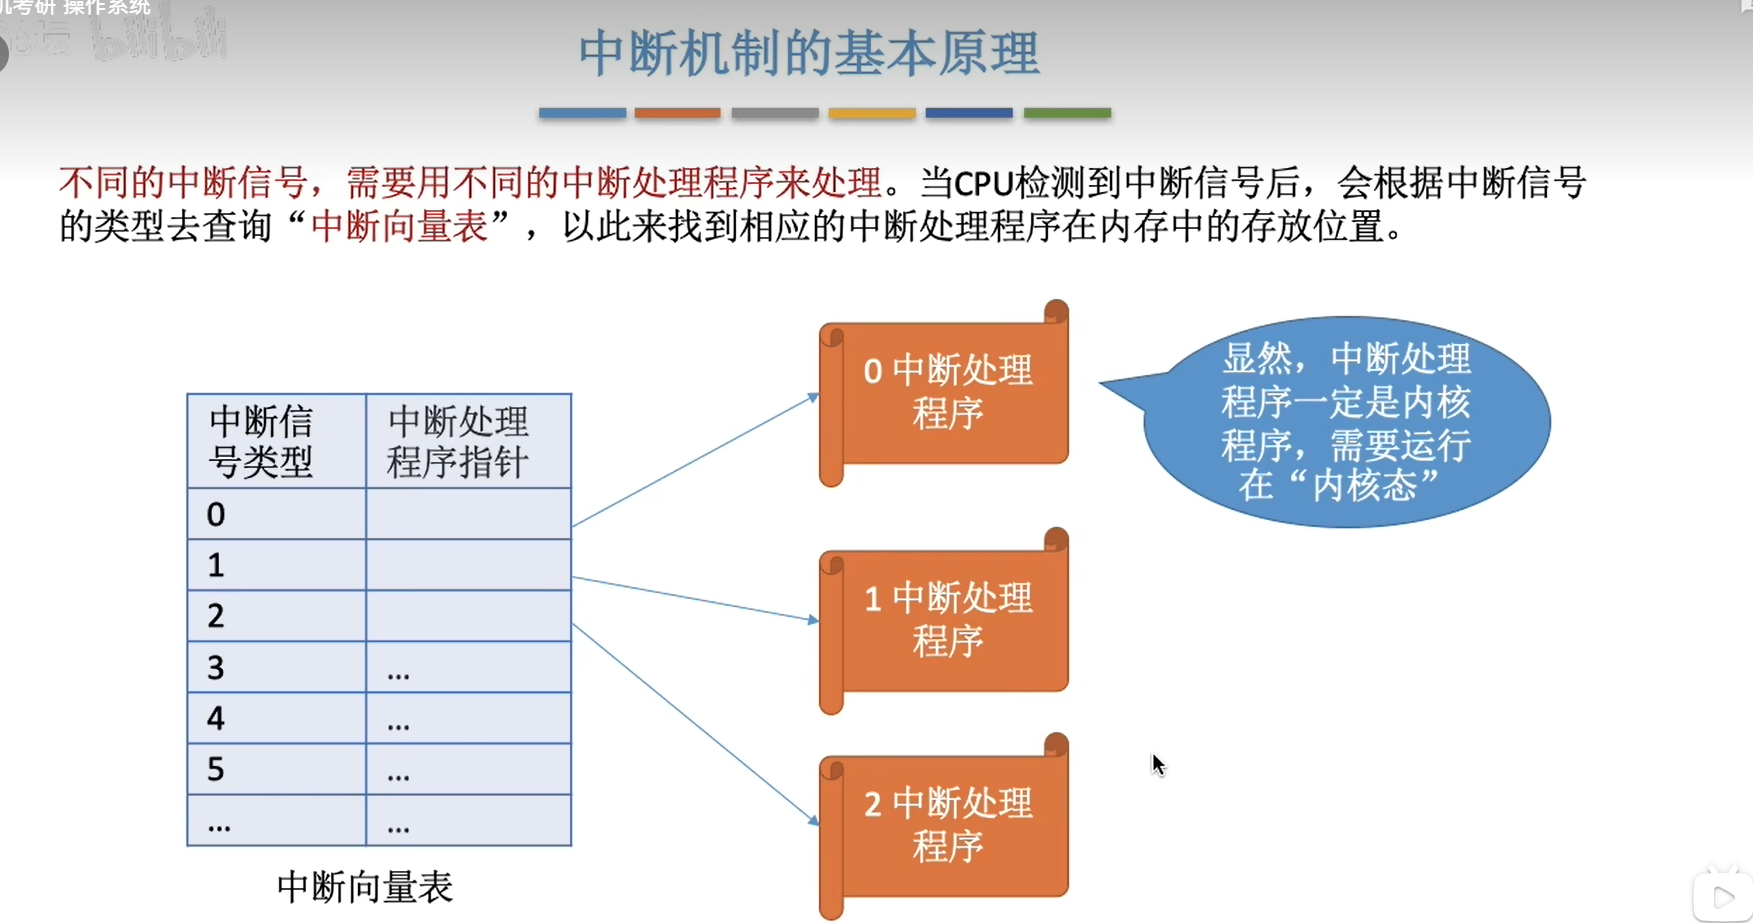 机考研 操作系统
bilibili
中断机制的基本原理
不同的中断信号，需要用不同的中断处理程序来处理。当CPU检测到中断信号后，会根据中断信号
的类型去查询“中断向量表”，以此来找到相应的中断处理程序在内存中的存放位置。
中断信
号类型
中断处理
程序指针
0
1
2
3
...
4
...
5
...
...
...
中断向量表
0 中断处理
程序
1 中断处理
程序
2 中断处理
程序
显然，中断处理
程序一定是内核
程序，需要运行
在“内核态”